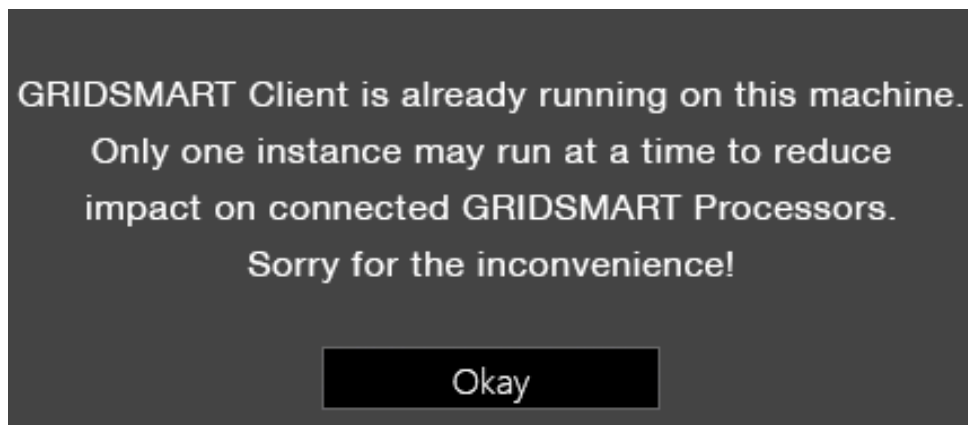 GRIDSMART Client is already running on this machine.
Only one instance may run at a time to reduce
impact on connected GRIDSMART Processors.
Sorry for the inconvenience!
Okay